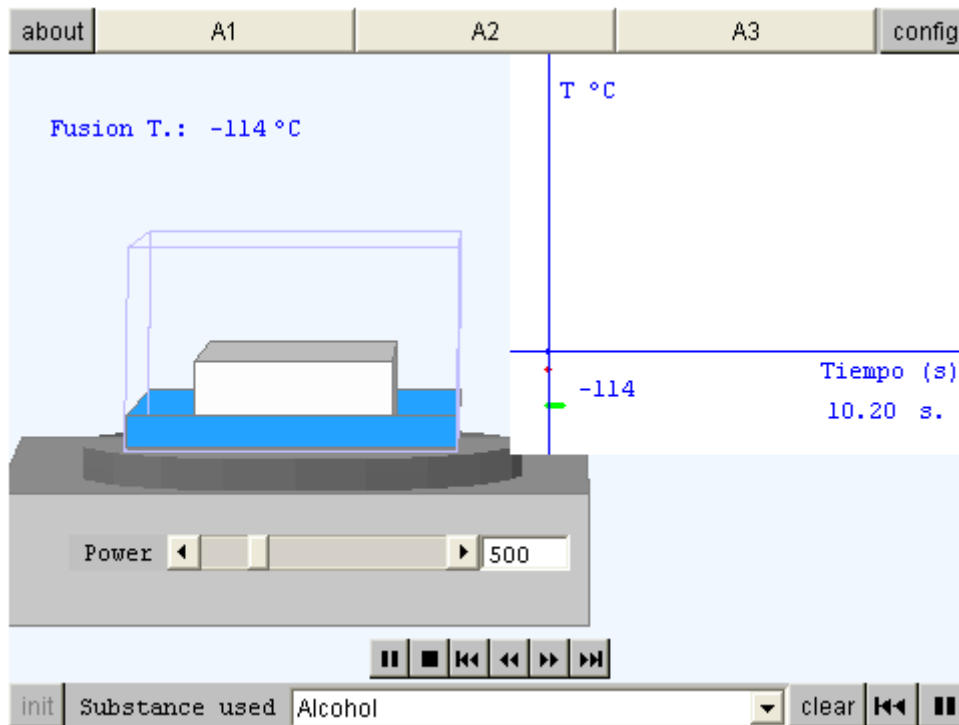 about A1 A2 A3 config
T °C
Fusion T.: -114 °C
Tiempo (s)
-114
10.20 s.
Power 500
init Substance used Alcohol clear